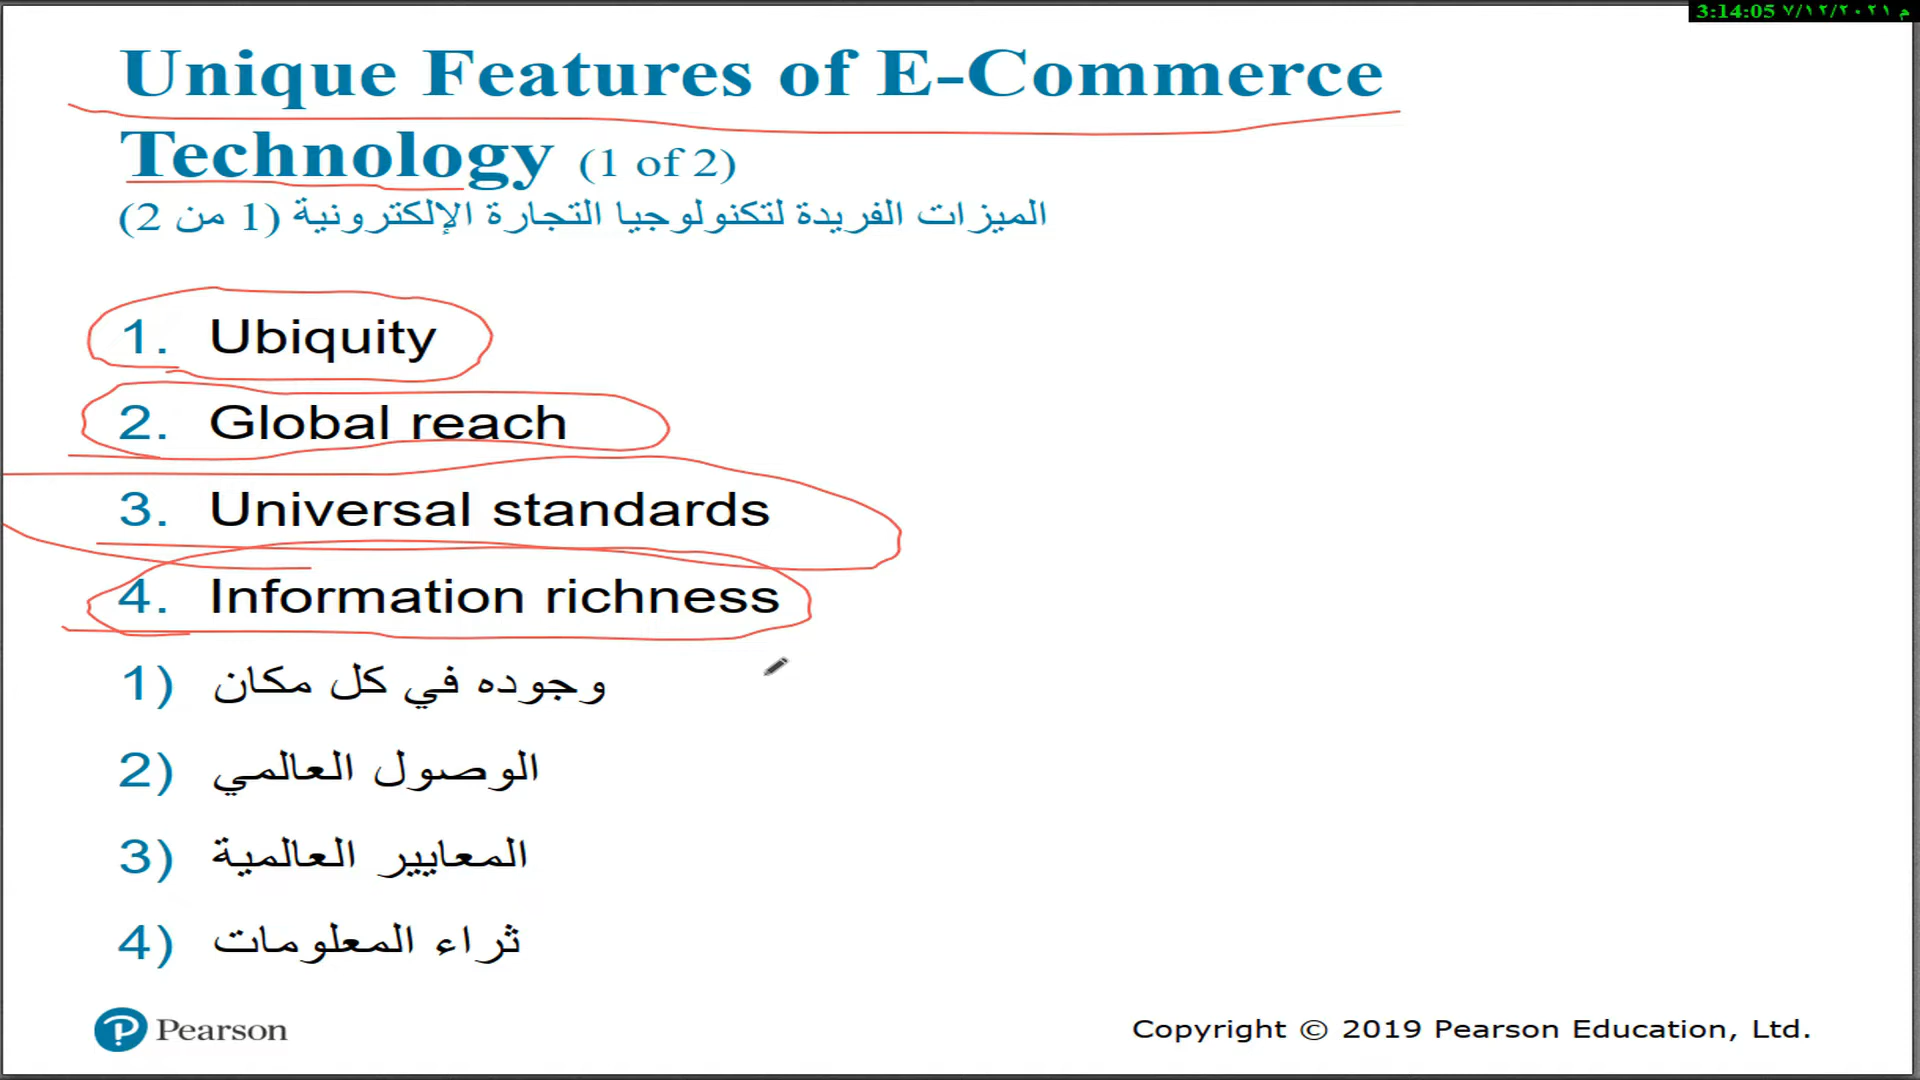 3:14:05 م ٧/١٢/٢٠٢١
Unique Features of E-Commerce
Technology (1 of 2)
الميزات الفريدة لتكنولوجيا التجارة الإلكترونية (1 من 2)
1. Ubiquity
2. Global reach
3. Universal standards
4. Information richness
1) وجوده في كل مكان
2) الوصول العالمي
3) المعايير العالمية
4) ثراء المعلومات
Pearson
Copyright © 2019 Pearson Education, Ltd.